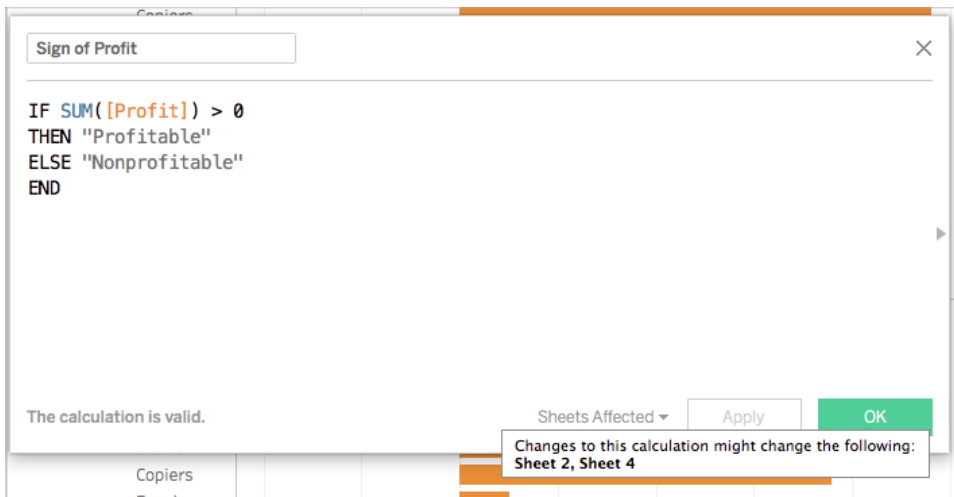 Copiers
Sign of Profit
IF SUM([Profit]) > 0
THEN "Profitable"
ELSE "Nonprofitable"
END
The calculation is valid.
Sheets Affected
Apply
OK
Changes to this calculation might change the following:
Sheet 2, Sheet 4
Copiers